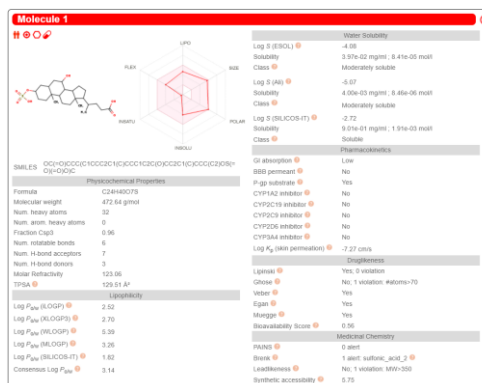 Molecule 1
LIPO
FLEX
SIZE
INSATU
POLAR
INSOLU
SMILES OC(=O)CCC(C1CCC2C1(C)CCC1C2C(O)CC2C1(C)CCC(C2)OS(=
O)(=O)O)C
Physicochemical Properties
Formula C24H40O7S
Molecular weight 472.64 g/mol
Num. heavy atoms 32
Num. arom. heavy atoms 0
Fraction Csp3 0.96
Num. rotatable bonds 6
Num. H-bond acceptors 7
Num. H-bond donors 3
Molar Refractivity 123.06
TPSA 129.51 Å²
Lipophilicity
Log Po/w (iLOGP) 2.52
Log Po/w (XLOGP3) 2.70
Log Po/w (WLOGP) 5.39
Log Po/w (MLOGP) 3.26
Log Po/w (SILICOS-IT) 1.82
Consensus Log Po/w 3.14
Water Solubility
Log S (ESOL) -4.08
Solubility 3.97e-02 mg/ml ; 8.41e-05 mol/l
Class Moderately soluble
Log S (Ali) -5.07
Solubility 4.00e-03 mg/ml ; 8.46e-06 mol/l
Class Moderately soluble
Log S (SILICOS-IT) -2.72
Solubility 9.01e-01 mg/ml ; 1.91e-03 mol/l
Class Soluble
Pharmacokinetics
GI absorption Low
BBB permeant No
P-gp substrate Yes
CYP1A2 inhibitor No
CYP2C19 inhibitor No
CYP2C9 inhibitor No
CYP2D6 inhibitor No
CYP3A4 inhibitor No
Log Kp (skin permeation) -7.27 cm/s
Druglikeness
Lipinski Yes; 0 violation
Ghose No; 1 violation: #atoms>70
Veber Yes
Egan Yes
Muegge Yes
Bioavailability Score 0.56
Medicinal Chemistry
PAINS 0 alert
Brenk 1 alert: sulfonic_acid_2
Leadlikeness No; 1 violation: MW>350
Synthetic accessibility 5.75